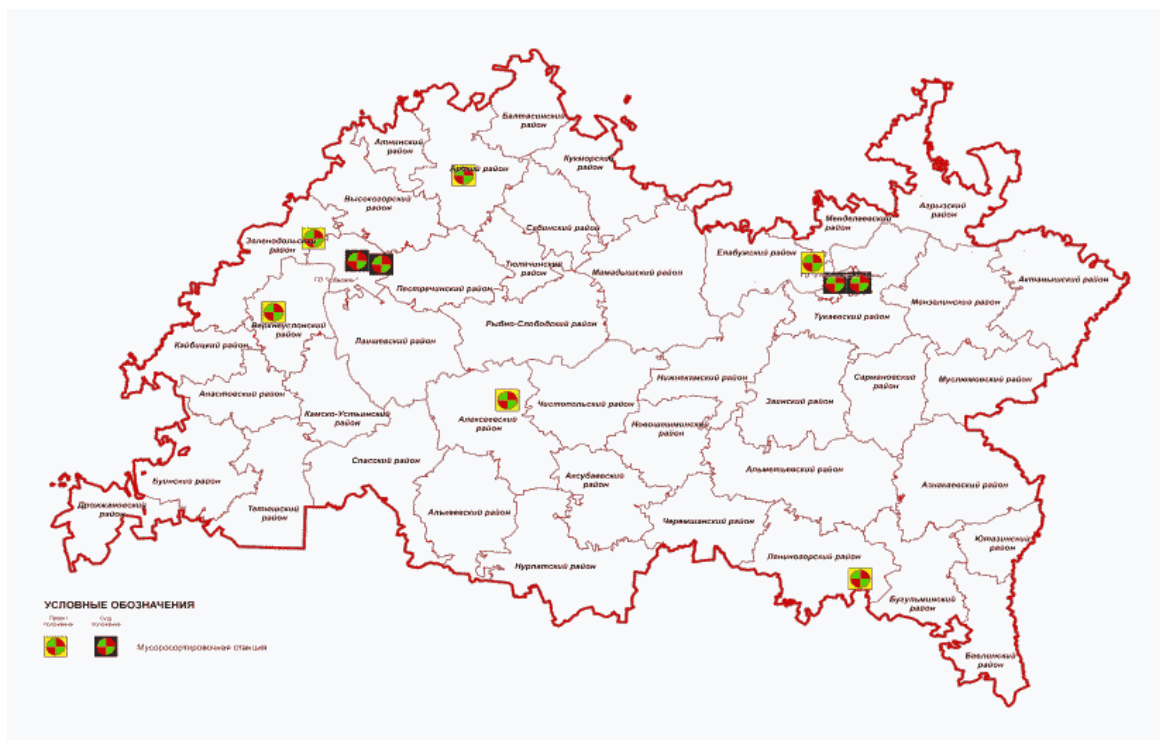 Балтасинский
район
Атнинский
район
Кукморский
район
Арский район
Высокогорский
район
Агрызский
район
Менделеевский
район
Сабинский район
Зеленодольский
район
Елабужский район
Тюлячинский
район
Мамадышский район
Актанышский район
Пестречинский район
Мензелинский район
Тукаевский район
Рыбно-Слободский район
Верхнеуслонский
район
Лаишевский район
Кайбицкий район
Нижнекамский район
Сармановский
район
Муслюмовский район
Апастовский район
Заинский район
Чистопольский район
Камско-Устьинский
район
Алексеевский
район
Новошешминский
район
Спасский район
Альметьевский район
Аксубаевский
район
Буинский район
Азнакаевский район
Дрожжановский
район
Тетюшский
район
Алькеевский район
Черемшанский район
Ютазинский
район
Лениногорский район
Нурлатский район
Бугульминский
район
Бавлинский
район
УСЛОВНЫЕ ОБОЗНАЧЕНИЯ
Мусоросортировочная станция